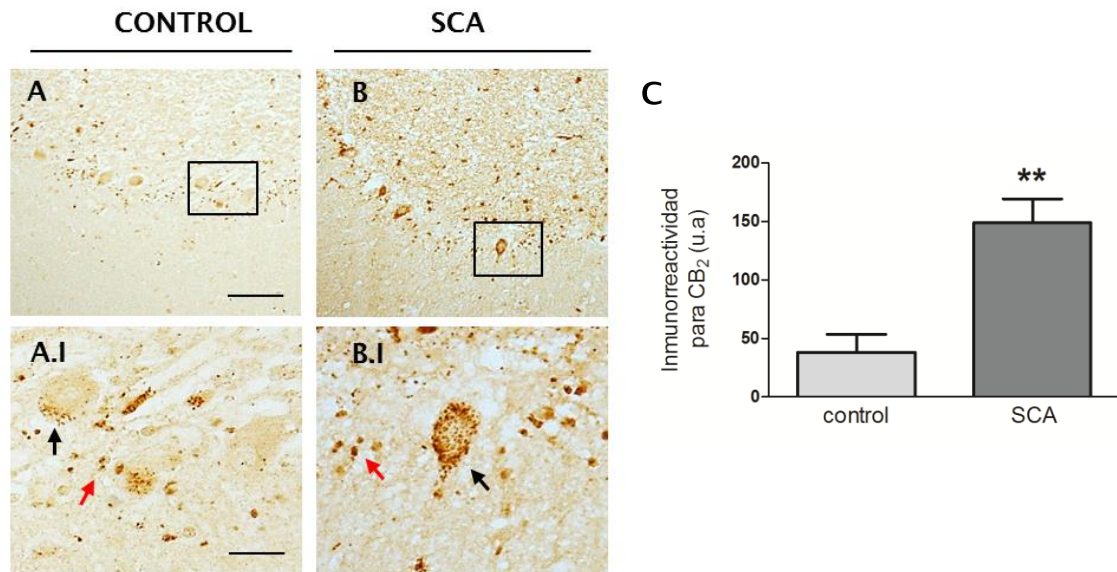 CONTROL
SCA
A
B
A.I
B.I
C
Inmunorreactividad
para CB₂ (u.a)
200
150
100
50
0
**
control
SCA